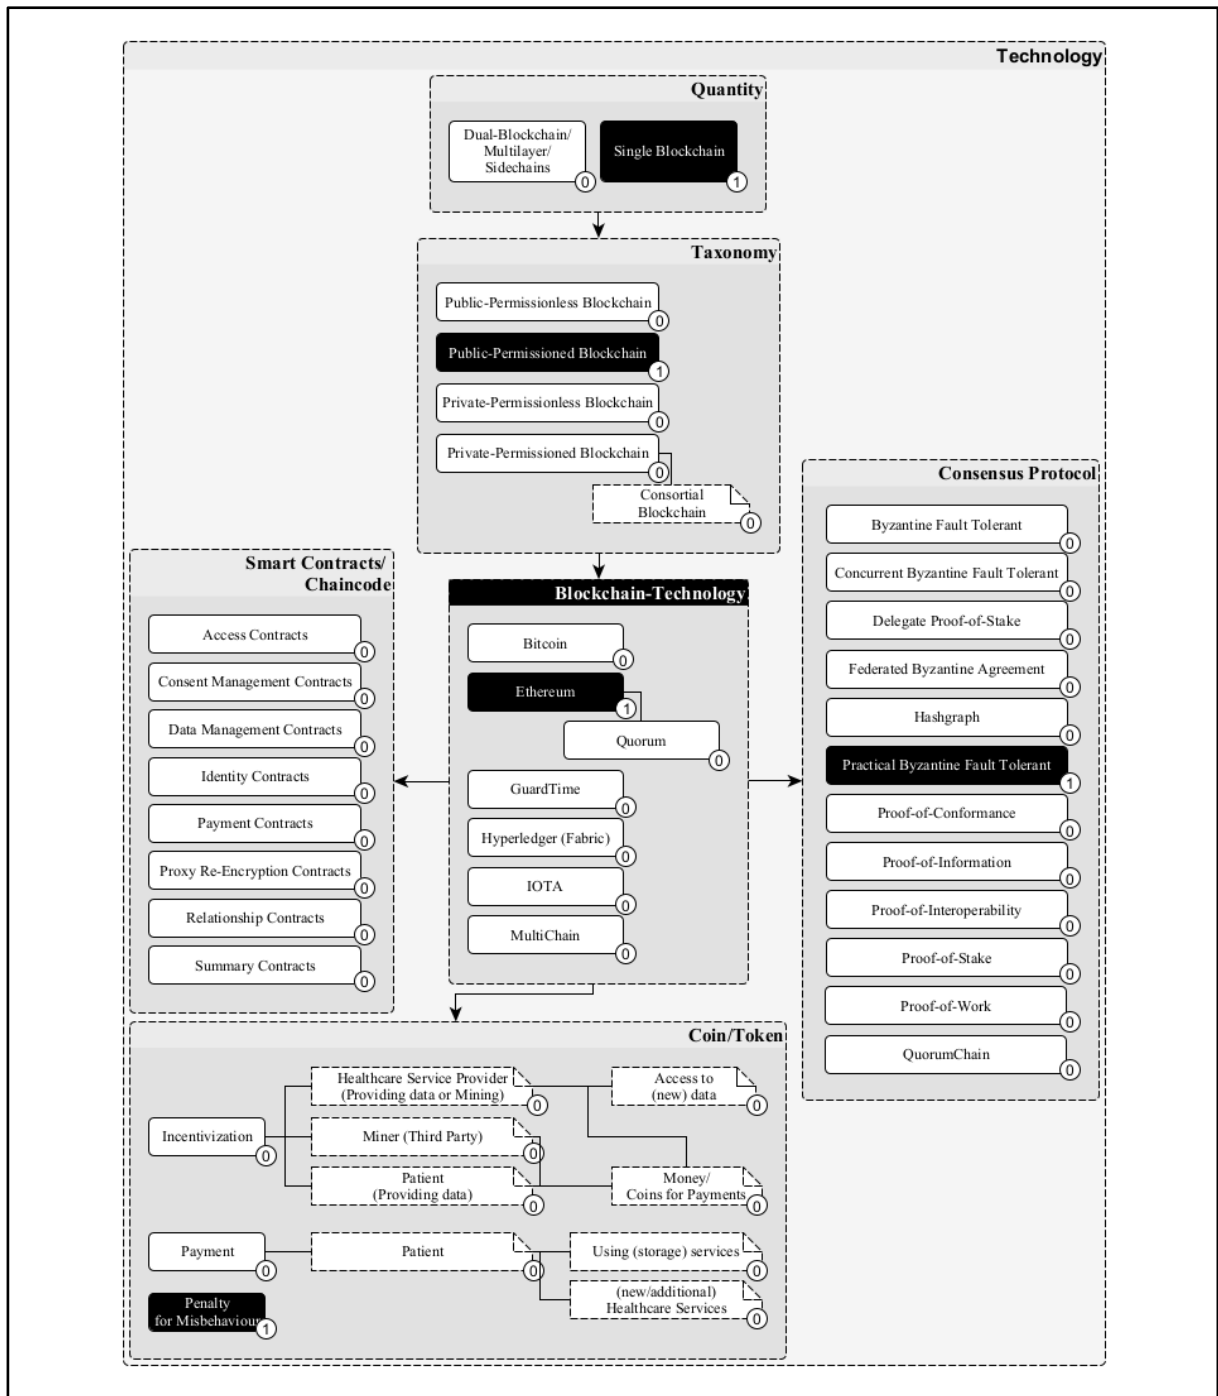 Technology
Quantity
Dual-Blockchain/
Multilayer/
Sidechains
0
Single Blockchain
1
Taxonomy
Public-Permissionless Blockchain
0
Public-Permissioned Blockchain
1
Private-Permissionless Blockchain
0
Private-Permissioned Blockchain
0
Consortial
Blockchain
0
Smart Contracts/
Chaincode
Access Contracts
0
Consent Management Contracts
0
Data Management Contracts
0
Identity Contracts
0
Payment Contracts
0
Proxy Re-Encryption Contracts
0
Relationship Contracts
0
Summary Contracts
0
Blockchain-Technology
Bitcoin
0
Ethereum
1
Quorum
0
GuardTime
0
Hyperledger (Fabric)
0
IOTA
0
MultiChain
0
Consensus Protocol
Byzantine Fault Tolerant
0
Concurrent Byzantine Fault Tolerant
0
Delegate Proof-of-Stake
0
Federated Byzantine Agreement
0
Hashgraph
0
Practical Byzantine Fault Tolerant
1
Proof-of-Conformance
0
Proof-of-Information
0
Proof-of-Interoperability
0
Proof-of-Stake
0
Proof-of-Work
0
QuorumChain
0
Coin/Token
Incentivization
0
Healthcare Service Provider
(Providing data or Mining)
0
Access to
(new) data
0
Miner (Third Party)
0
Patient
(Providing data)
0
Money/
Coins for Payments
0
Payment
0
Patient
0
Using (storage) services
0
(new/additional)
Healthcare Services
0
Penalty
for Misbehaviour
1